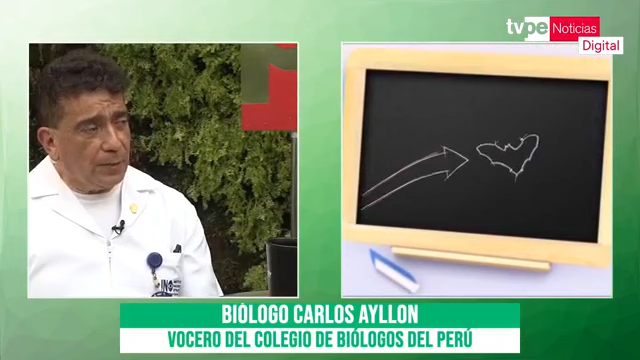 tvpe Noticias
Digital
BIÓLOGO CARLOS AYLLON
VOCERO DEL COLEGIO DE BIÓLOGOS DEL PERÚ